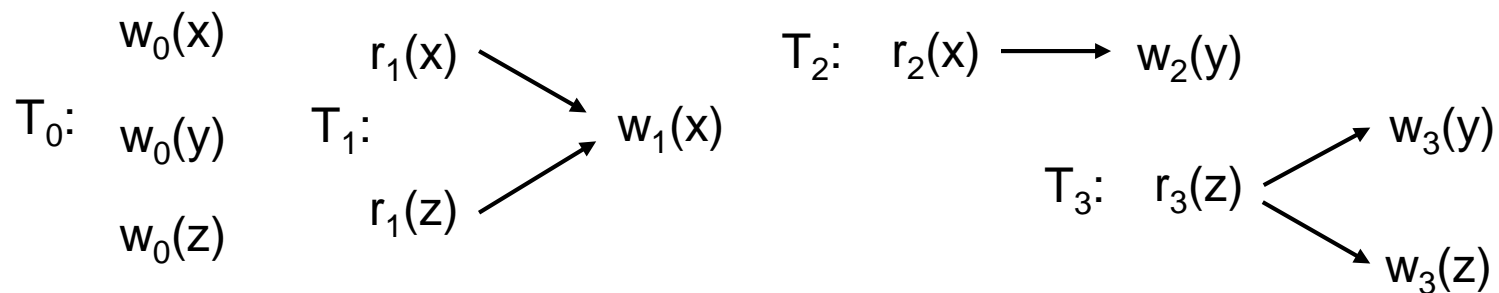 T₀: w₀(x) w₀(y) w₀(z)
T₁: r₁(x) r₁(z) w₁(x)
T₂: r₂(x) w₂(y)
T₃: r₃(z) w₃(y) w₃(z)